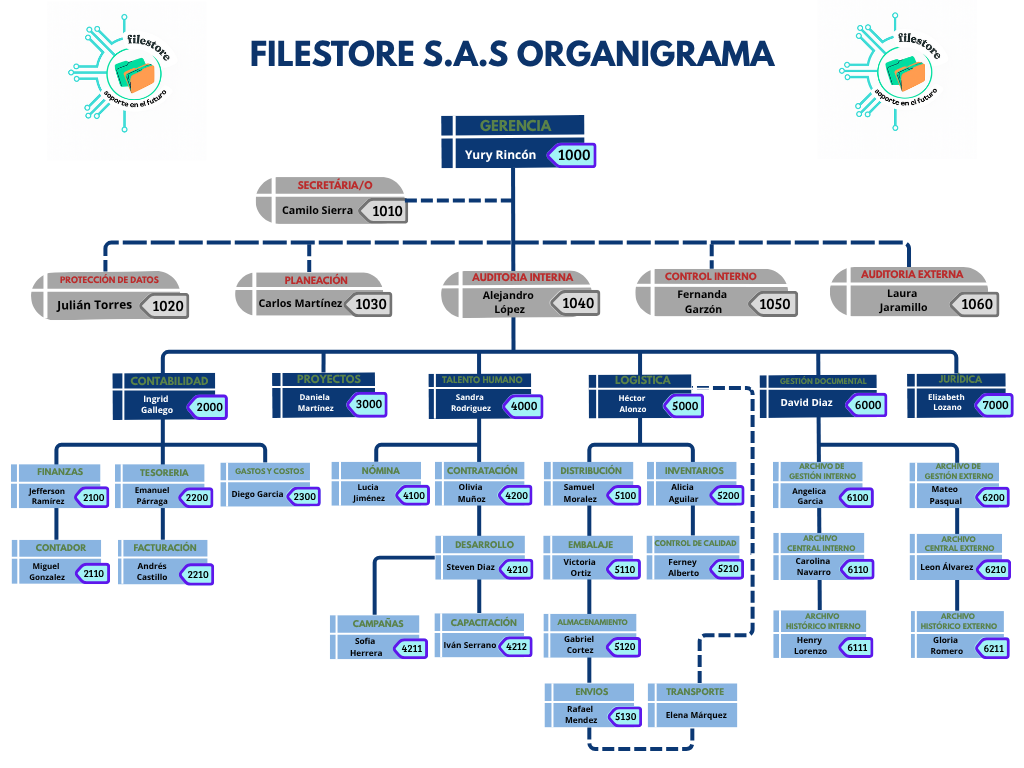 filestore
soporte en el futuro
FILESTORE S.A.S ORGANIGRAMA
filestore
soporte en el futuro
GERENCIA
Yury Rincón
1000
SECRETÁRIA/O
Camilo Sierra
1010
PROTECCIÓN DE DATOS
Julián Torres
1020
PLANEACIÓN
Carlos Martínez
1030
AUDITORIA INTERNA
Alejandro
López
1040
CONTROL INTERNO
Fernanda
Garzón
1050
AUDITORIA EXTERNA
Laura
Jaramillo
1060
CONTABILIDAD
Ingrid
Gallego
2000
PROYECTOS
Daniela
Martínez
3000
TALENTO HUMANO
Sandra
Rodriguez
4000
LOGÍSTICA
Héctor
Alonzo
5000
GESTIÓN DOCUMENTAL
David Diaz
6000
JURÍDICA
Elizabeth
Lozano
7000
FINANZAS
Jefferson
Ramírez
2100
TESORERIA
Emanuel
Párraga
2200
GASTOS Y COSTOS
Diego Garcia
2300
NÓMINA
Lucia
Jiménez
4100
CONTRATACIÓN
Olivia
Muñoz
4200
DISTRIBUCIÓN
Samuel
Moralez
5100
INVENTARIOS
Alicia
Aguilar
5200
ARCHIVO DE
GESTIÓN INTERNO
Angelica
Garcia
6100
ARCHIVO DE
GESTIÓN EXTERNO
Mateo
Pasqual
6200
CONTADOR
Miguel
Gonzalez
2110
FACTURACIÓN
Andrés
Castillo
2210
DESARROLLO
Steven Diaz
4210
EMBALAJE
Victoria
Ortiz
5110
CONTROL DE CALIDAD
Ferney
Alberto
5210
ARCHIVO
CENTRAL INTERNO
Carolina
Navarro
6110
ARCHIVO
CENTRAL EXTERNO
Leon Álvarez
6210
CAMPAÑAS
Sofia
Herrera
4211
CAPACITACIÓN
Iván Serrano
4212
ALMACENAMIENTO
Gabriel
Cortez
5120
ARCHIVO
HISTÓRICO INTERNO
Henry
Lorenzo
6111
ARCHIVO
HISTÓRICO EXTERNO
Gloria
Romero
6211
ENVIOS
Rafael
Mendez
5130
TRANSPORTE
Elena Márquez